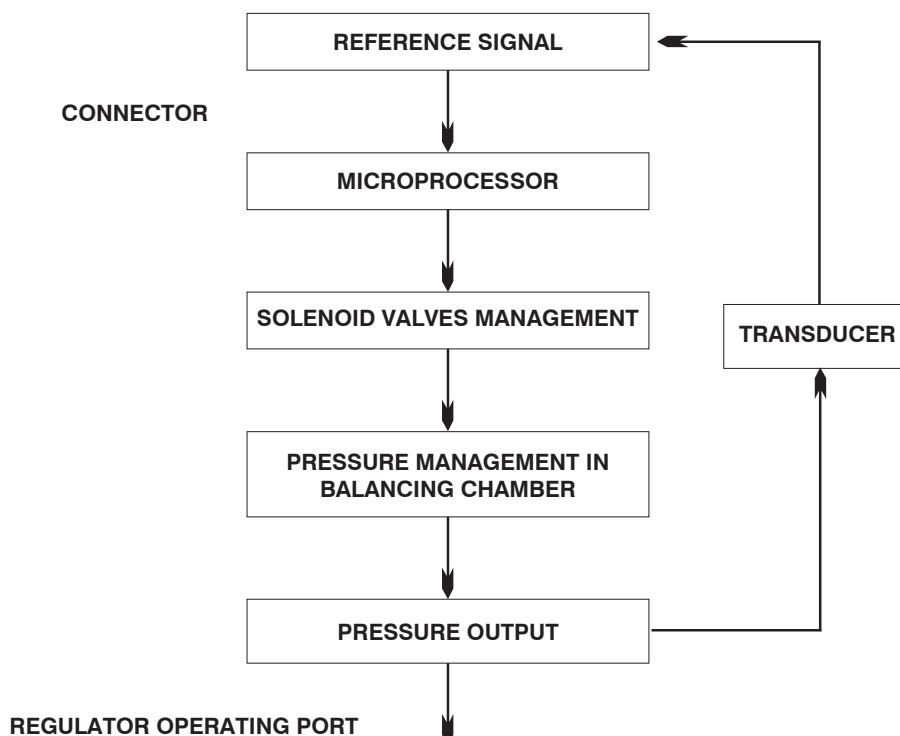 REFERENCE SIGNAL
CONNECTOR
MICROPROCESSOR
SOLENOID VALVES MANAGEMENT
TRANSDUCER
PRESSURE MANAGEMENT IN
BALANCING CHAMBER
PRESSURE OUTPUT
REGULATOR OPERATING PORT